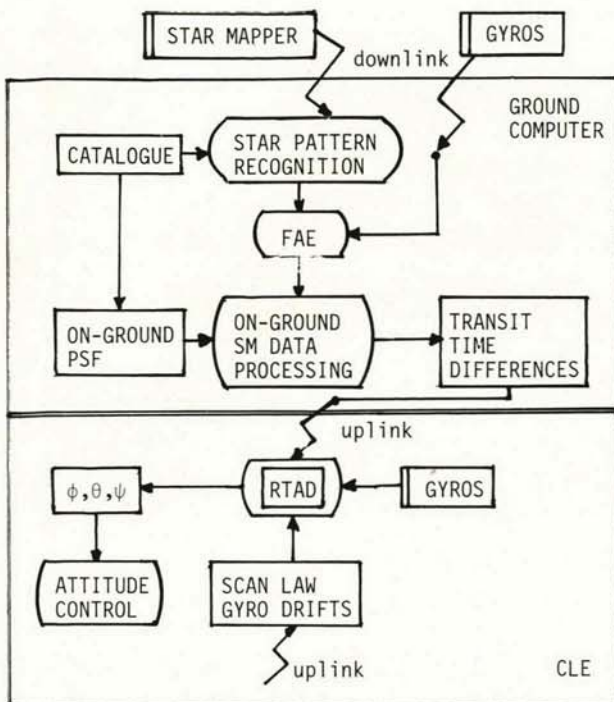 STAR MAPPER
GYROS
downlink
GROUND
COMPUTER
CATALOGUE
STAR PATTERN
RECOGNITION
FAE
ON-GROUND
PSF
ON-GROUND
SM DATA
PROCESSING
TRANSIT
TIME
DIFFERENCES
uplink
ϕ,θ,ψ
RTAD
GYROS
ATTITUDE
CONTROL
SCAN LAW
GYRO DRIFTS
uplink
CLE